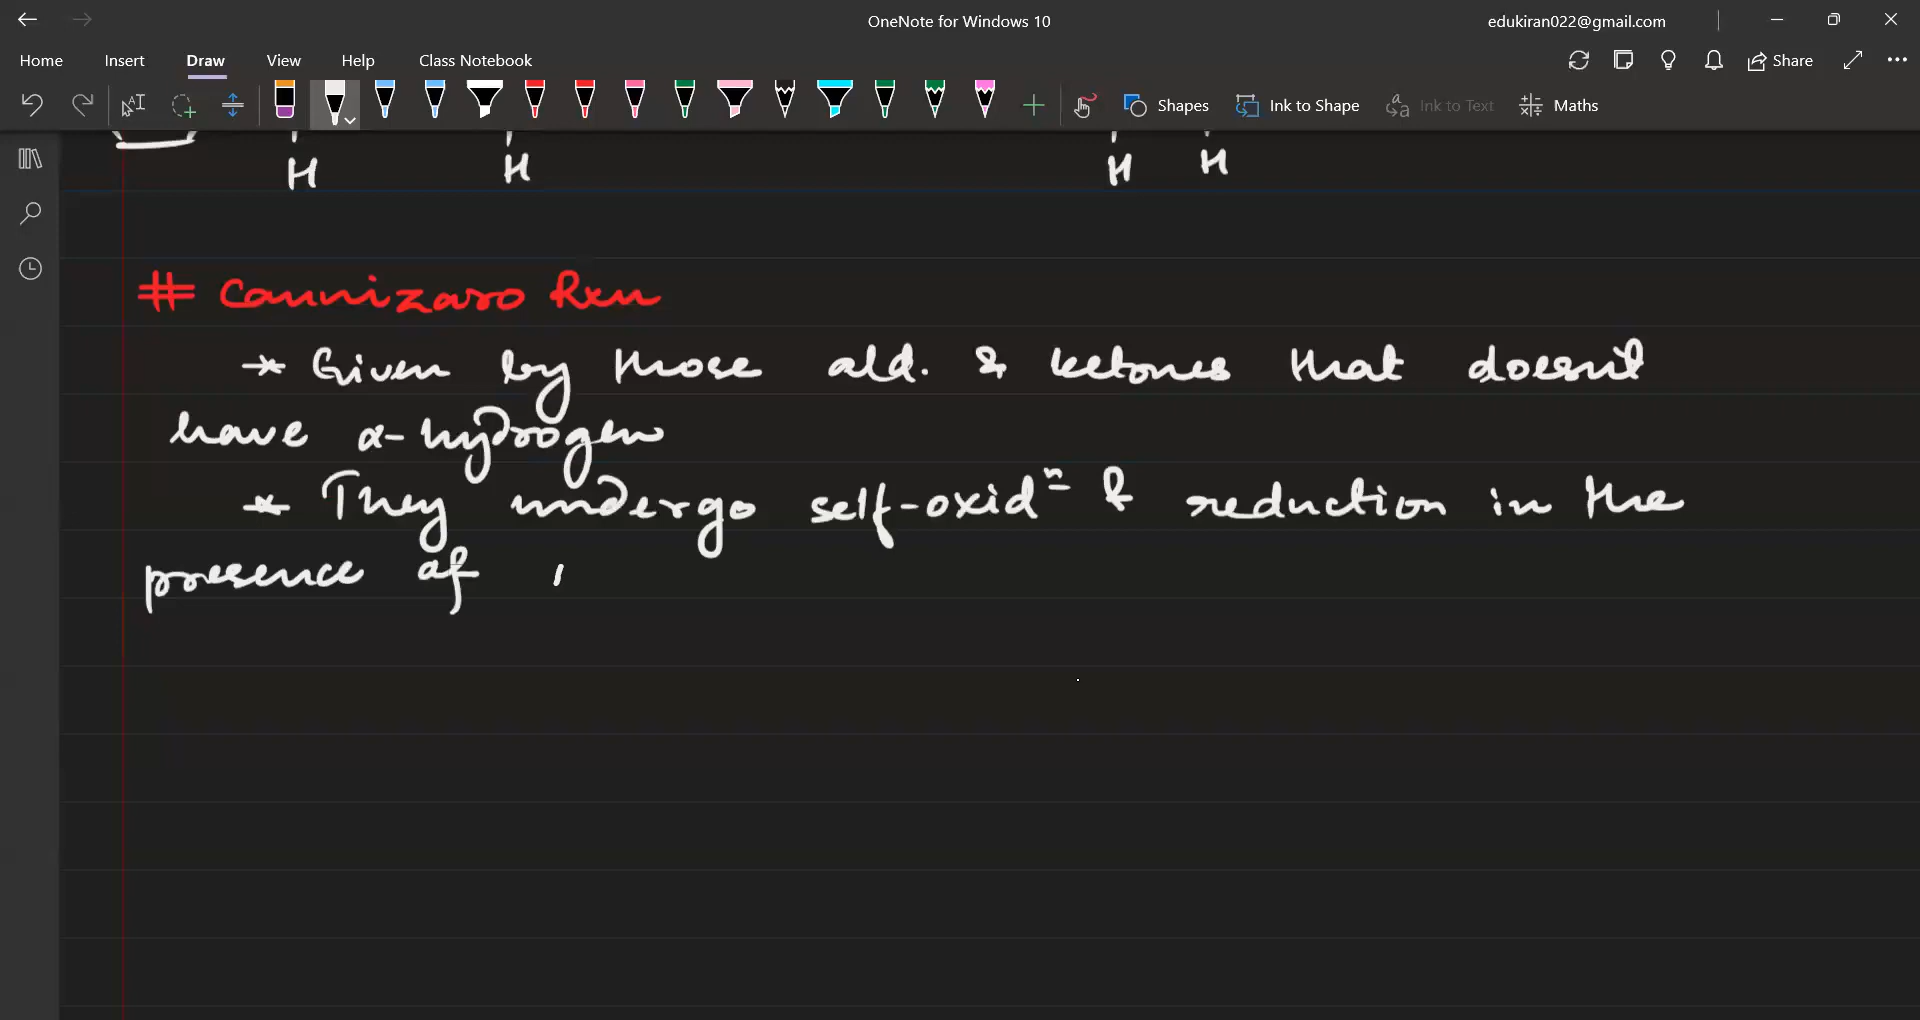 OneNote for Windows 10
edukiran022@gmail.com
Home Insert Draw View Help Class Notebook
Share
Shapes Ink to Shape Ink to Text Maths
H H H H
# Cannizaro Rxn
* Given by those ald. & ketones that doesn't
have α-hydrogen
* They undergo self-oxidⁿ & reduction in the
presence of